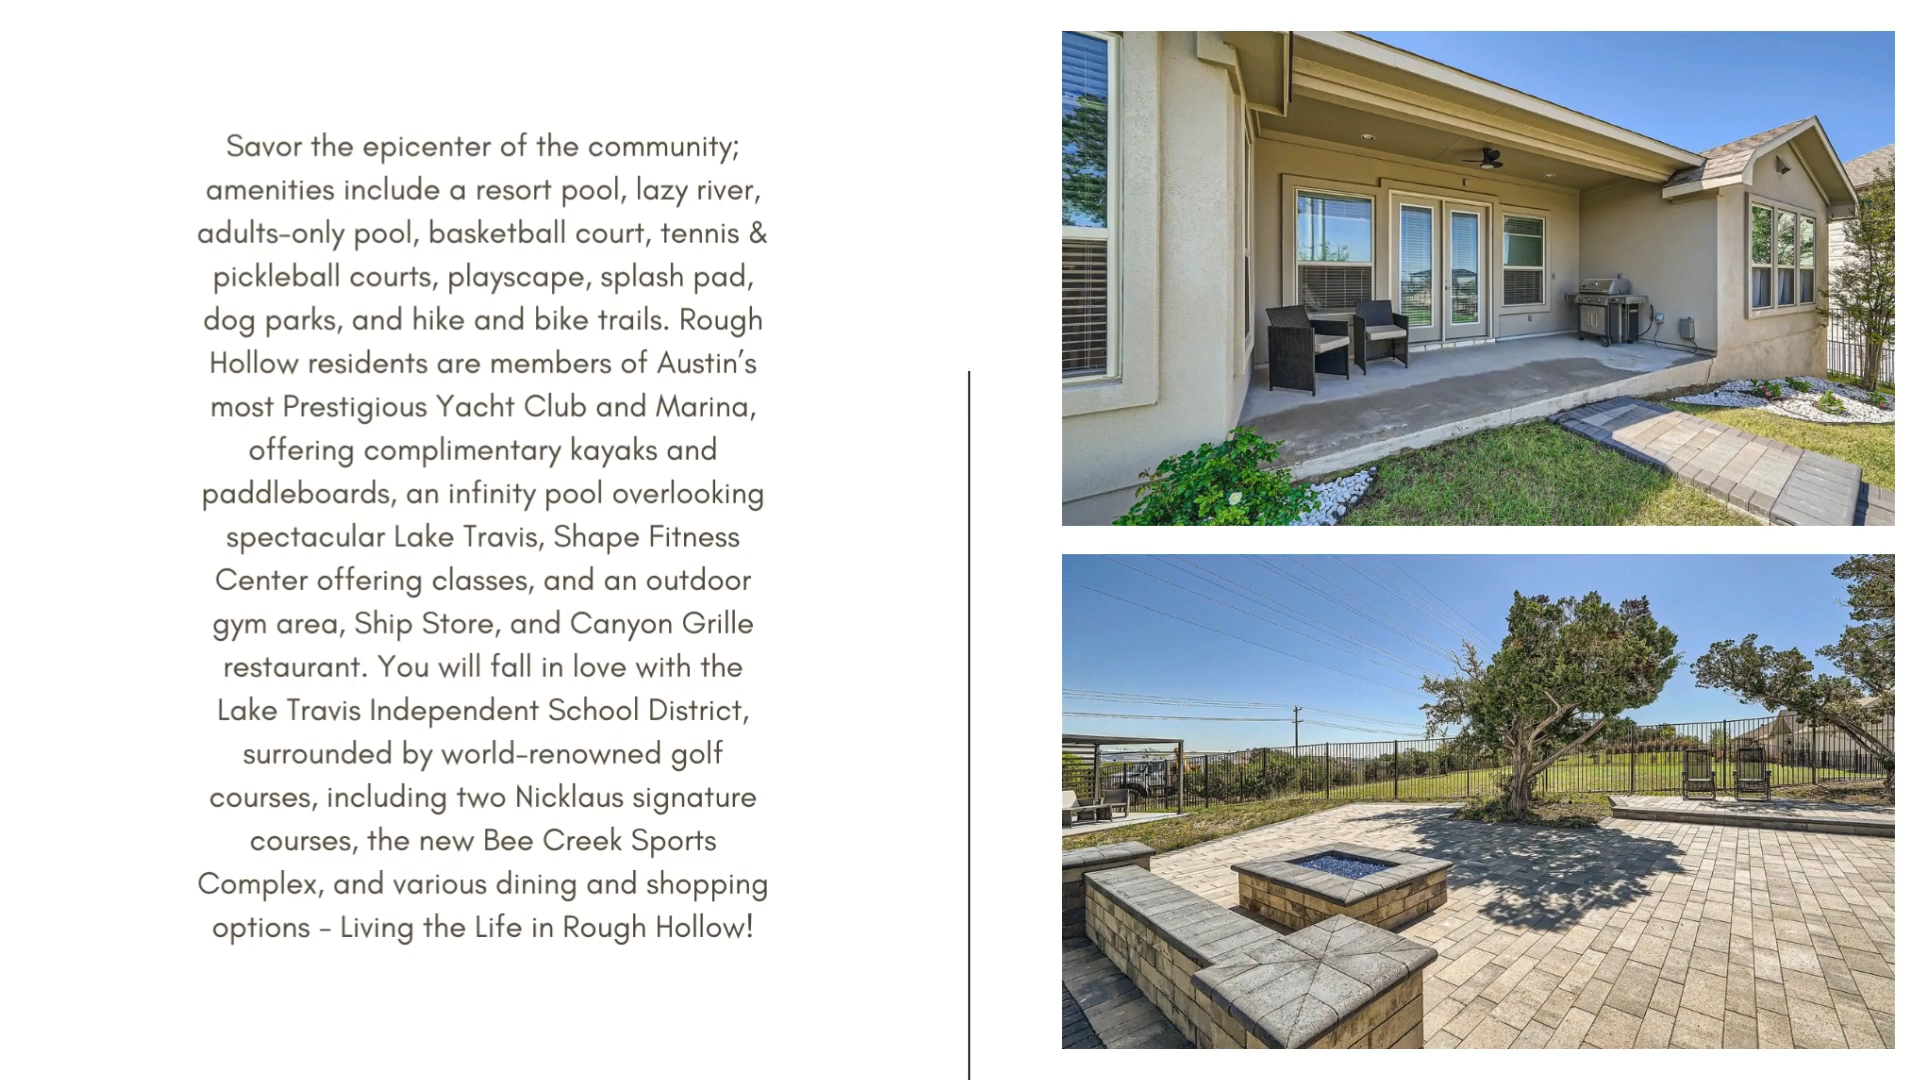 Savor the epicenter of the community;
amenities include a resort pool, lazy river,
adults-only pool, basketball court, tennis &
pickleball courts, playscape, splash pad,
dog parks, and hike and bike trails. Rough
Hollow residents are members of Austin's
most Prestigious Yacht Club and Marina,
offering complimentary kayaks and
paddleboards, an infinity pool overlooking
spectacular Lake Travis, Shape Fitness
Center offering classes, and an outdoor
gym area, Ship Store, and Canyon Grille
restaurant. You will fall in love with the
Lake Travis Independent School District,
surrounded by world-renowned golf
courses, including two Nicklaus signature
courses, the new Bee Creek Sports
Complex, and various dining and shopping
options - Living the Life in Rough Hollow!